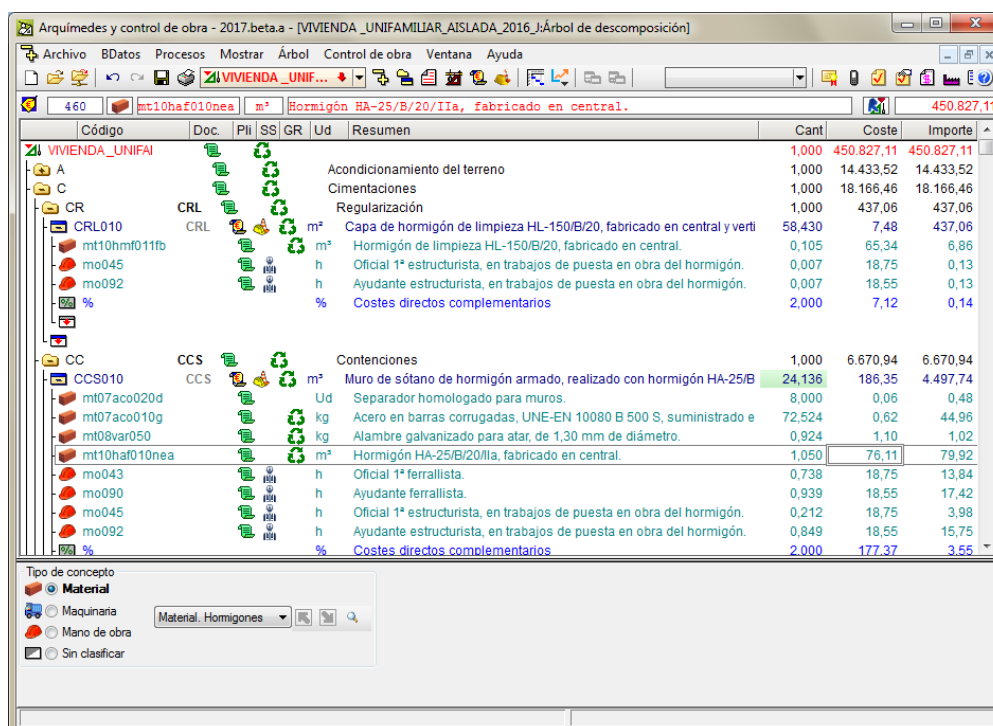 Arquímedes y control de obra - 2017.beta.a - [VIVIENDA _UNIFAMILIAR_AISLADA_2016_J:Árbol de descomposición]
Archivo BDatos Procesos Mostrar Árbol Control de obra Ventana Ayuda
VIVIENDA _UNIF...
460 mt10haf010nea m³ Hormigón HA-25/B/20/IIa, fabricado en central. 450.827,11
Código Doc. Pli SS GR Ud Resumen Cant Coste Importe
VIVIENDA_UNIFAI 1,000 450.827,11 450.827,11
A Acondicionamiento del terreno 1,000 14.433,52 14.433,52
C Cimentaciones 1,000 18.166,46 18.166,46
CR CRL Regularización 1,000 437,06 437,06
CRL010 CRL m² Capa de hormigón de limpieza HL-150/B/20, fabricado en central y verti 58,430 7,48 437,06
mt10hmf011fb m³ Hormigón de limpieza HL-150/B/20, fabricado en central. 0,105 65,34 6,86
mo045 h Oficial 1ª estructurista, en trabajos de puesta en obra del hormigón. 0,007 18,75 0,13
mo092 h Ayudante estructurista, en trabajos de puesta en obra del hormigón. 0,007 18,55 0,13
% % Costes directos complementarios 2,000 7,12 0,14
CC CCS Contenciones 1,000 6.670,94 6.670,94
CCS010 CCS m³ Muro de sótano de hormigón armado, realizado con hormigón HA-25/B 24,136 186,35 4.497,74
mt07aco020d Ud Separador homologado para muros. 8,000 0,06 0,48
mt07aco010g kg Acero en barras corrugadas, UNE-EN 10080 B 500 S, suministrado e 72,524 0,62 44,96
mt08var050 kg Alambre galvanizado para atar, de 1,30 mm de diámetro. 0,924 1,10 1,02
mt10haf010nea m³ Hormigón HA-25/B/20/IIa, fabricado en central. 1,050 76,11 79,92
mo043 h Oficial 1ª ferrallista. 0,738 18,75 13,84
mo090 h Ayudante ferrallista. 0,939 18,55 17,42
mo045 h Oficial 1ª estructurista, en trabajos de puesta en obra del hormigón. 0,212 18,75 3,98
mo092 h Ayudante estructurista, en trabajos de puesta en obra del hormigón. 0,849 18,55 15,75
% % Costes directos complementarios 2,000 177,37 3,55
Tipo de concepto
Material
Maquinaria
Material. Hormigones
Mano de obra
Sin clasificar